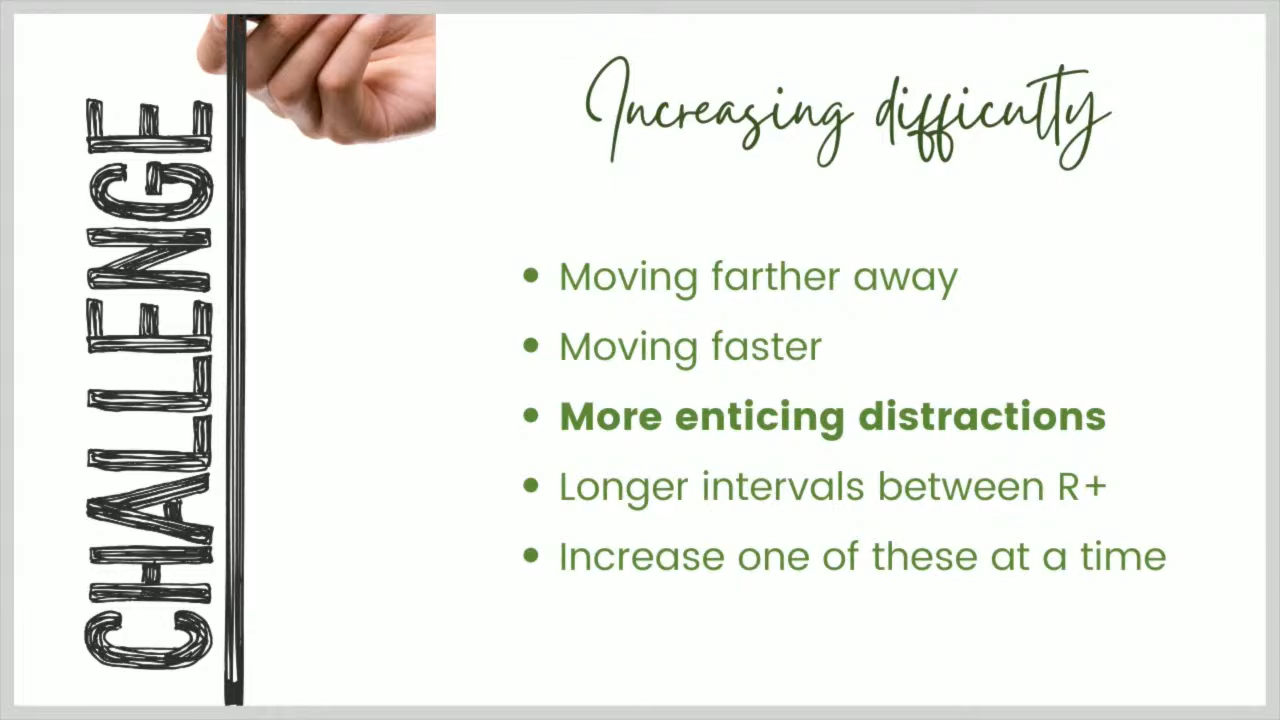 CHALLENGE
Increasing difficulty
• Moving farther away
• Moving faster
• More enticing distractions
• Longer intervals between R+
• Increase one of these at a time